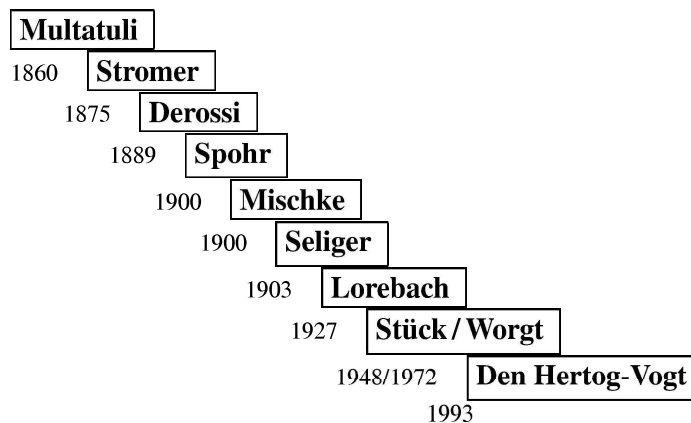 Multatuli
1860 Stromer
1875 Derossi
1889 Spohr
1900 Mischke
1900 Seliger
1903 Lorebach
1927 Stück / Worgt
1948/1972 Den Hertog-Vogt
1993